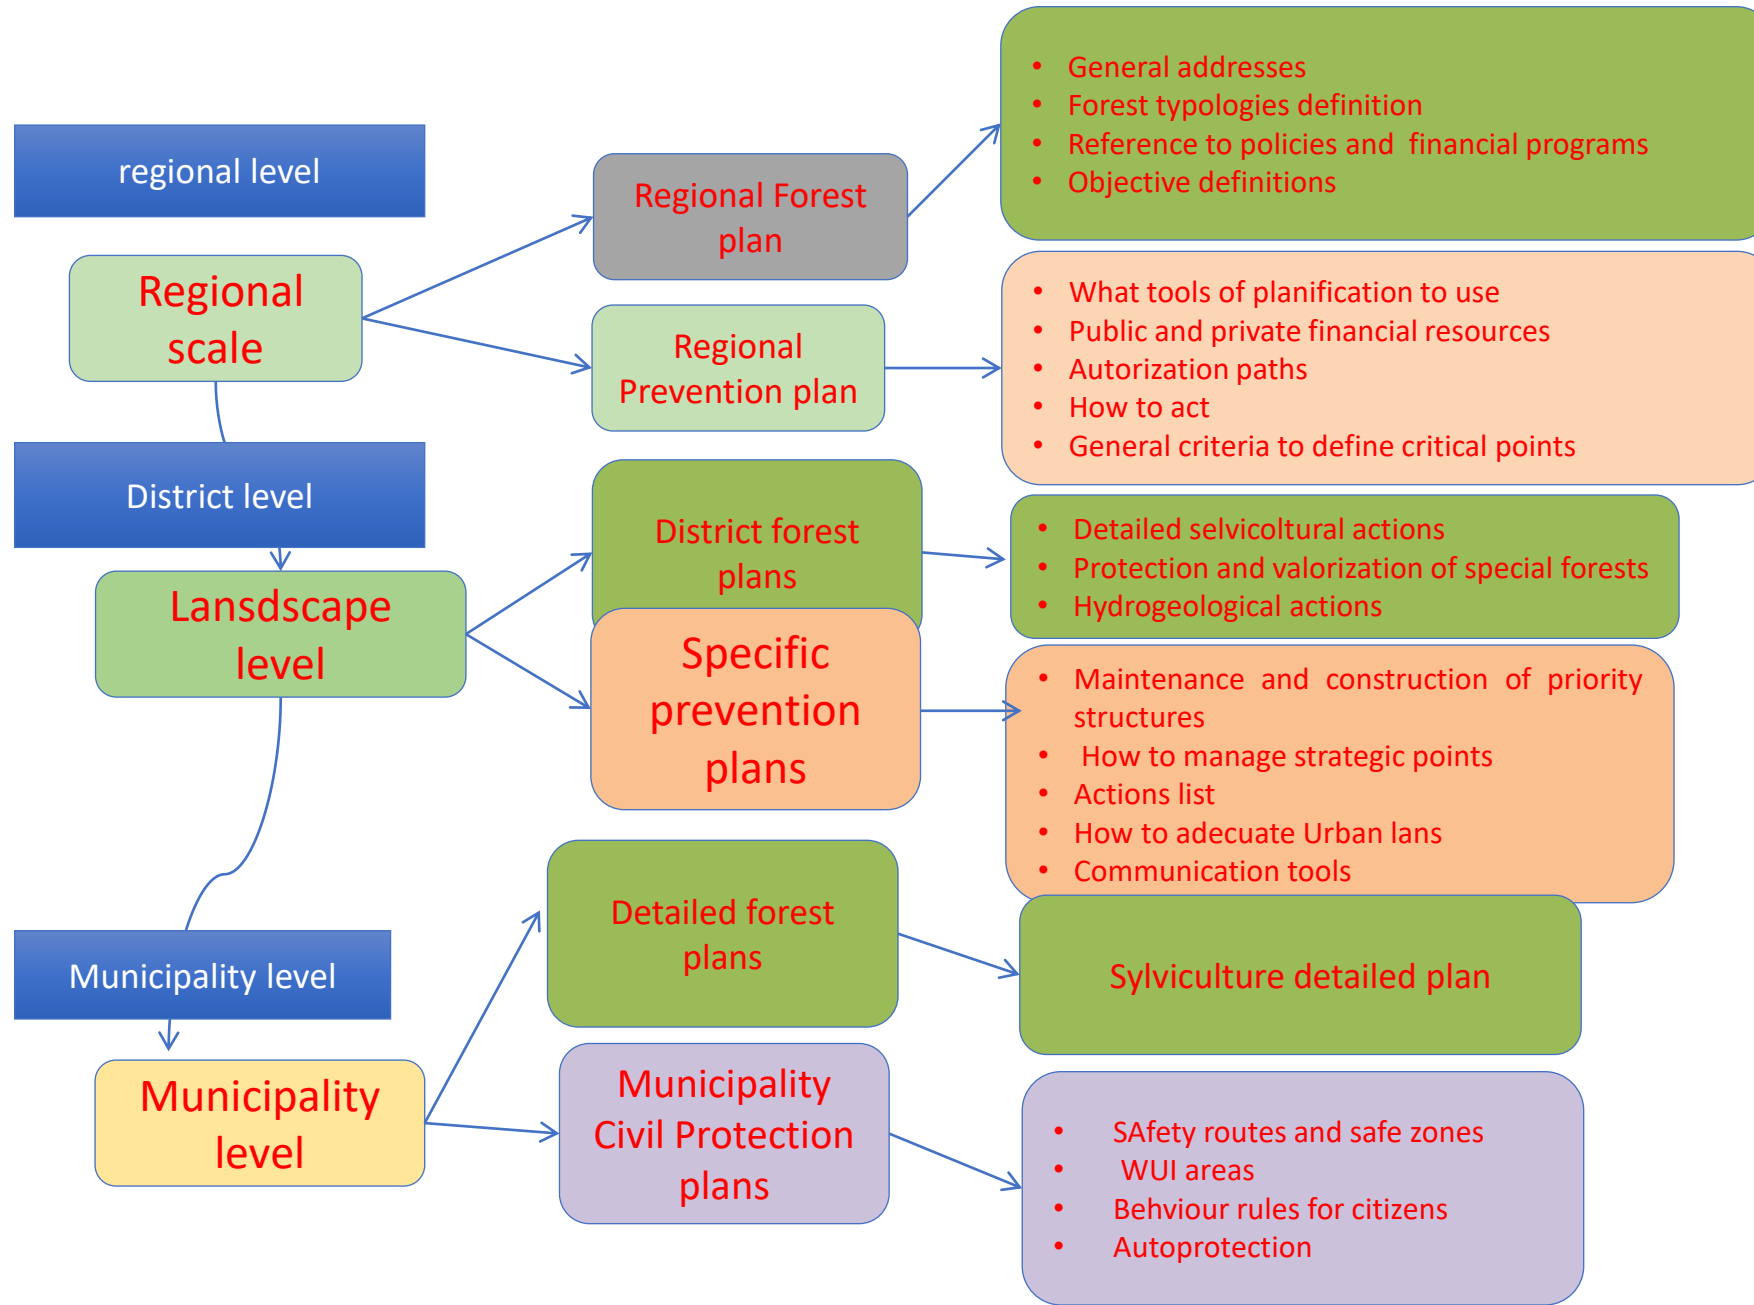 regional level
Regional
scale
Regional Forest
plan
• General addresses
• Forest typologies definition
• Reference to policies and financial programs
• Objective definitions
Regional
Prevention plan
• What tools of planification to use
• Public and private financial resources
• Autorization paths
• How to act
• General criteria to define critical points
District level
Lansdscape
level
District forest
plans
• Detailed selvicoltural actions
• Protection and valorization of special forests
• Hydrogeological actions
Specific
prevention
plans
• Maintenance and construction of priority
structures
• How to manage strategic points
• Actions list
• How to adecuate Urban lans
• Communication tools
Municipality level
Municipality
level
Detailed forest
plans
Sylviculture detailed plan
Municipality
Civil Protection
plans
• SAfety routes and safe zones
• WUI areas
• Behviour rules for citizens
• Autoprotection